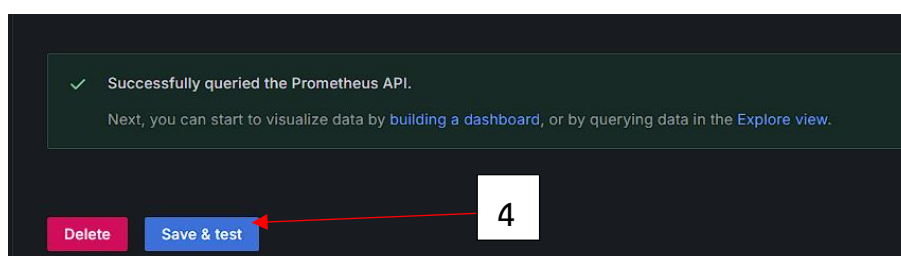 Successfully queried the Prometheus API.
Next, you can start to visualize data by building a dashboard, or by querying data in the Explore view.
4
Delete
Save & test